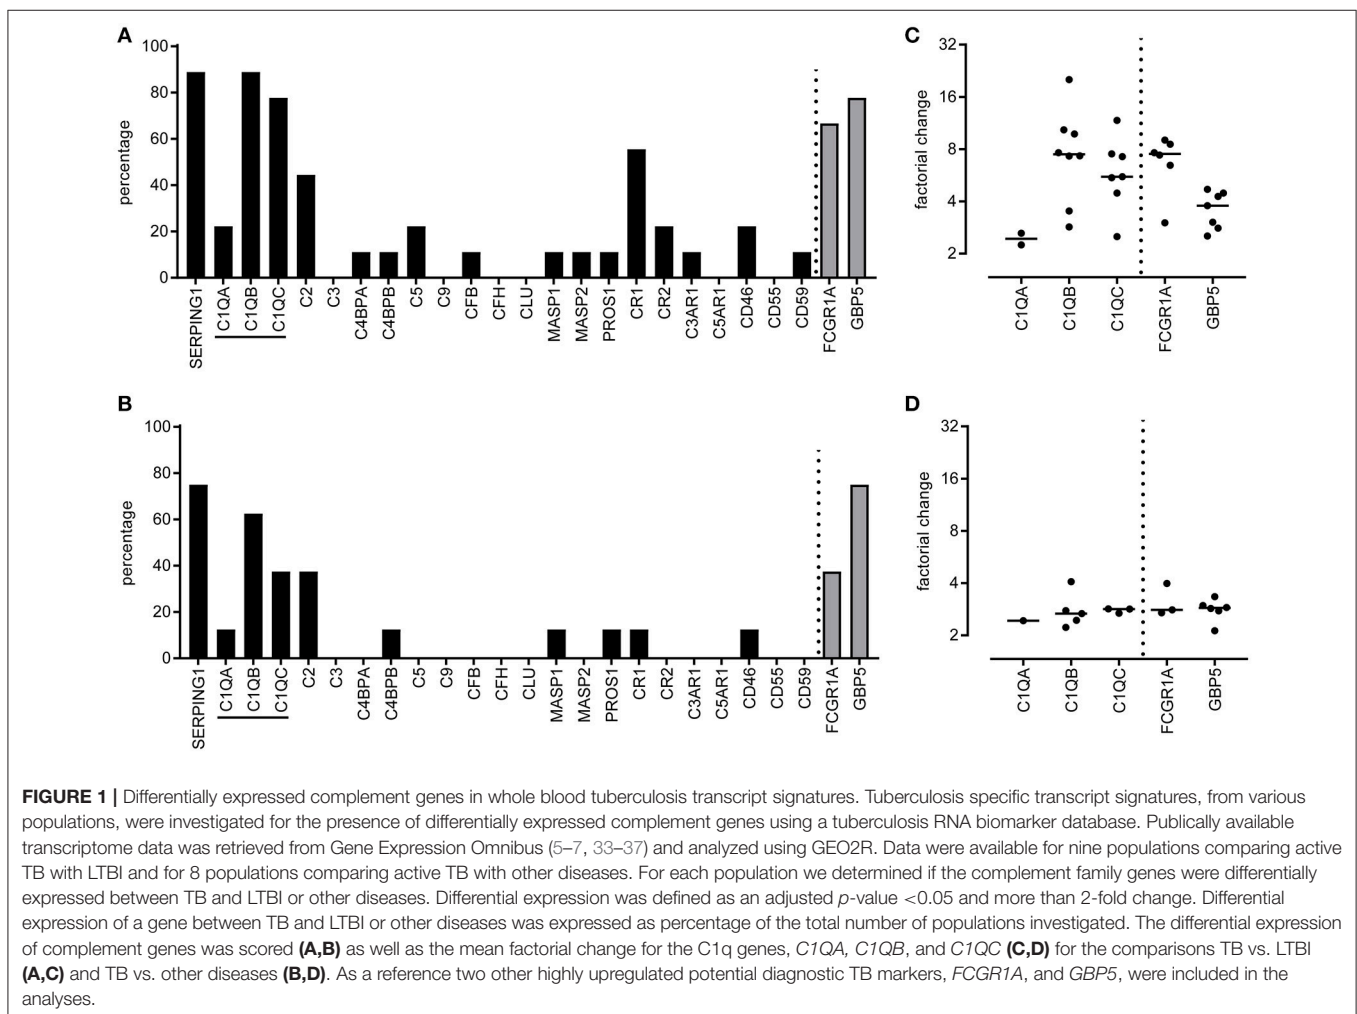 A
100
80
60
40
20
0
percentage
SERPING1
C1QA
C1QB
C1QC
C2
C3
C4BPA
C4BPB
C5
C9
CFB
CFH
CLU
MASP1
MASP2
PROS1
CR1
CR2
C3AR1
C5AR1
CD46
CD55
CD59
FCGR1A
GBP5
C
32
16
8
4
2
factorial change
C1QA
C1QB
C1QC
FCGR1A
GBP5
B
100
80
60
40
20
0
percentage
SERPING1
C1QA
C1QB
C1QC
C2
C3
C4BPA
C4BPB
C5
C9
CFB
CFH
CLU
MASP1
MASP2
PROS1
CR1
CR2
C3AR1
C5AR1
CD46
CD55
CD59
FCGR1A
GBP5
D
32
16
8
4
2
factorial change
C1QA
C1QB
C1QC
FCGR1A
GBP5
FIGURE 1 | Differentially expressed complement genes in whole blood tuberculosis transcript signatures. Tuberculosis specific transcript signatures, from various
populations, were investigated for the presence of differentially expressed complement genes using a tuberculosis RNA biomarker database. Publically available
transcriptome data was retrieved from Gene Expression Omnibus (5–7, 33–37) and analyzed using GEO2R. Data were available for nine populations comparing active
TB with LTBI and for 8 populations comparing active TB with other diseases. For each population we determined if the complement family genes were differentially
expressed between TB and LTBI or other diseases. Differential expression was defined as an adjusted p-value <0.05 and more than 2-fold change. Differential
expression of a gene between TB and LTBI or other diseases was expressed as percentage of the total number of populations investigated. The differential expression
of complement genes was scored (A,B) as well as the mean factorial change for the C1q genes, C1QA, C1QB, and C1QC (C,D) for the comparisons TB vs. LTBI
(A,C) and TB vs. other diseases (B,D). As a reference two other highly upregulated potential diagnostic TB markers, FCGR1A, and GBP5, were included in the
analyses.